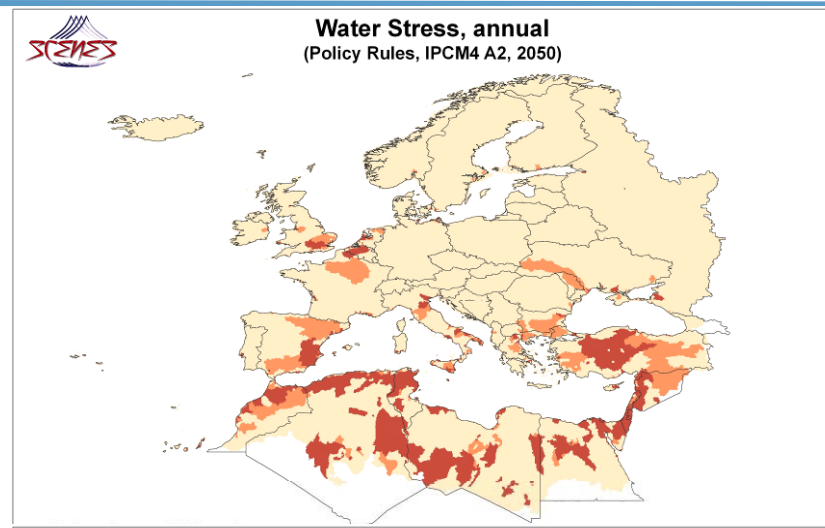 SCENES
Water Stress, annual
(Policy Rules, IPCM4 A2, 2050)